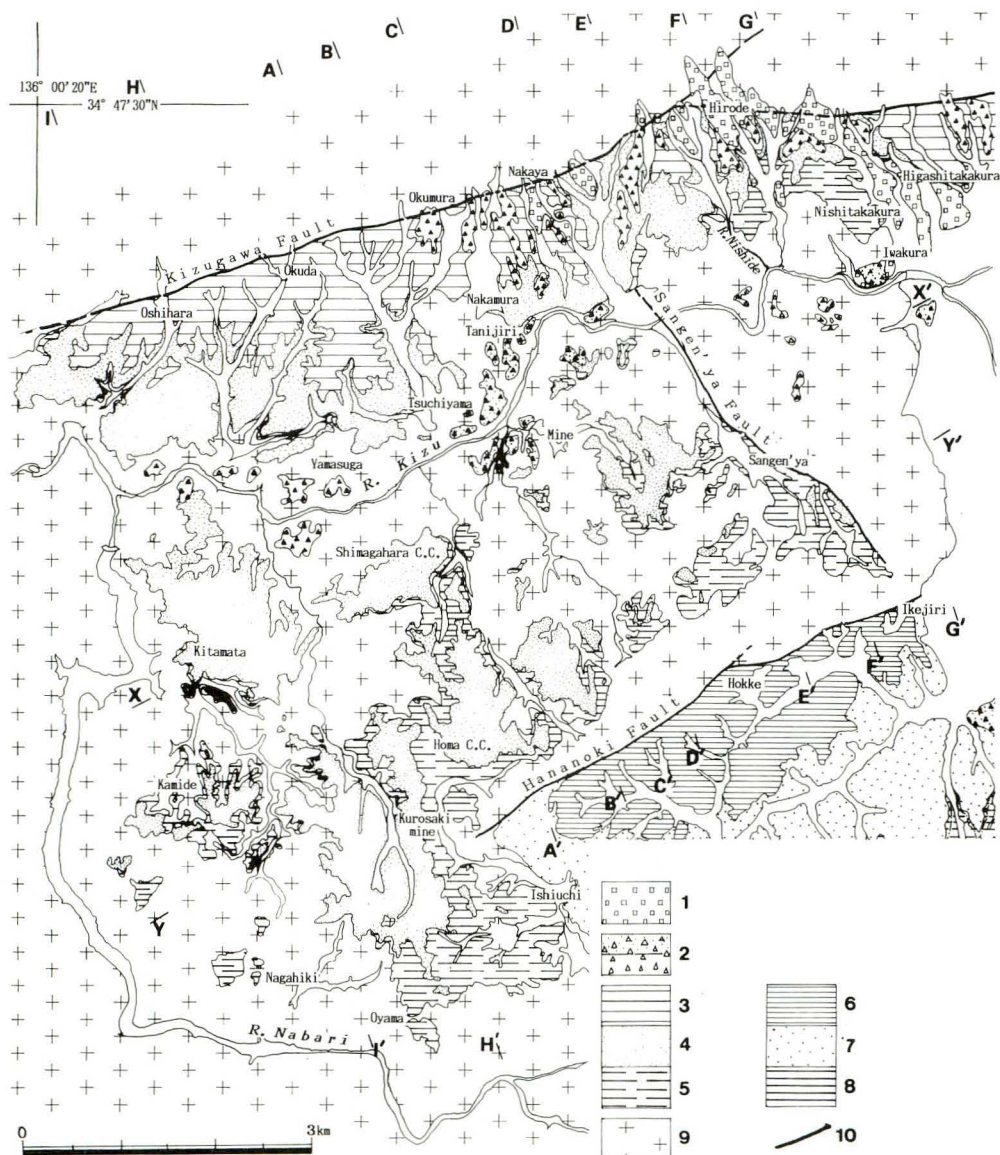 C\
D\
F\
G\
B\
E\
A\
136° 00' 20"E
H\
34° 47' 30"N
I\
Hirode
Nakaya
Higashitakakura
Okumura
Nishitakakura
R.Nishide
Kizugawa Fault
Okuda
Iwakura
X'
Oshihara
Nakamura
Sangen'ya Fault
Tanijiri
Tsuchiyama
Mine
R. Kizu
Y'
Yamasuga
Sangen'ya
Shimagahara C.C.
Ikejiri
G'
Kitamata
F'
X
Hokke
E'
Hananoki Fault
Homa C.C.
D'
Kamide
C'
B'
Kurosaki
mine
A'
Ishiuchi
1
Y
2
Nagahiki
3
6
Oyama
4
7
R. Nabari
I'
H'
5
8
9
10
0
3km